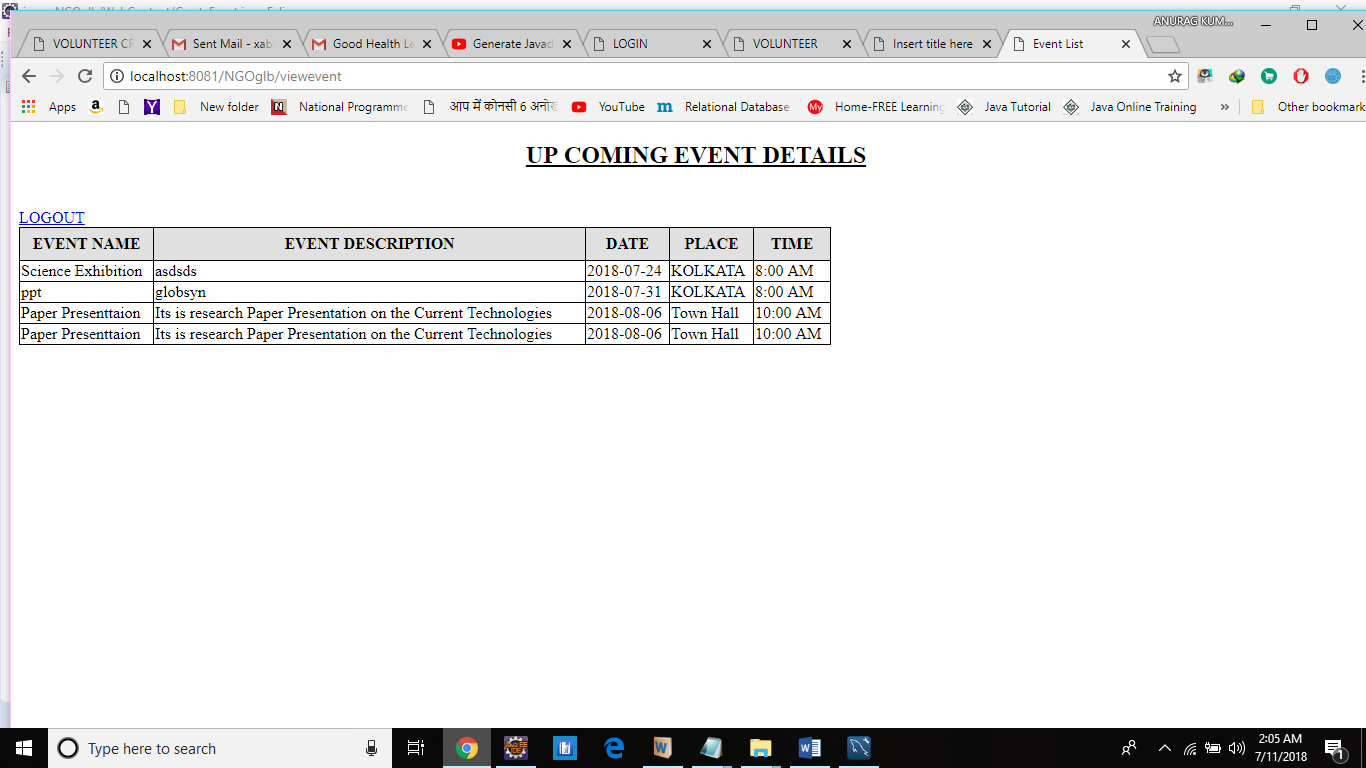 ANURAG KUM...
VOLUNTEER CR
Sent Mail - xab
Good Health Le
Generate Javad
LOGIN
VOLUNTEER
Insert title here
Event List
localhost:8081/NGOglb/viewevent
Apps
New folder
National Programme
YouTube
Relational Database
Home-FREE Learning
Java Tutorial
Java Online Training
»
Other bookmark
UP COMING EVENT DETAILS
LOGOUT
EVENT NAME EVENT DESCRIPTION DATE PLACE TIME
Science Exhibition asdsds 2018-07-24 KOLKATA 8:00 AM
ppt globsyn 2018-07-31 KOLKATA 8:00 AM
Paper Presenttaion Its is research Paper Presentation on the Current Technologies 2018-08-06 Town Hall 10:00 AM
Paper Presenttaion Its is research Paper Presentation on the Current Technologies 2018-08-06 Town Hall 10:00 AM
Type here to search
2:05 AM
7/11/2018
1